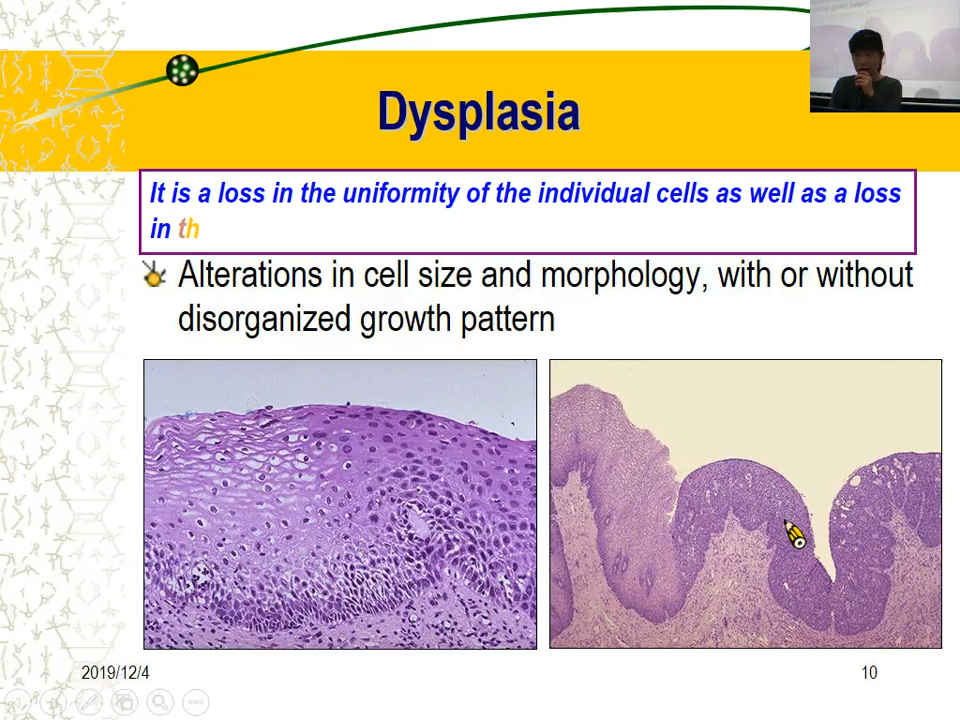 Dysplasia
It is a loss in the uniformity of the individual cells as well as a loss
in th
Alterations in cell size and morphology, with or without
disorganized growth pattern
2019/12/4
10